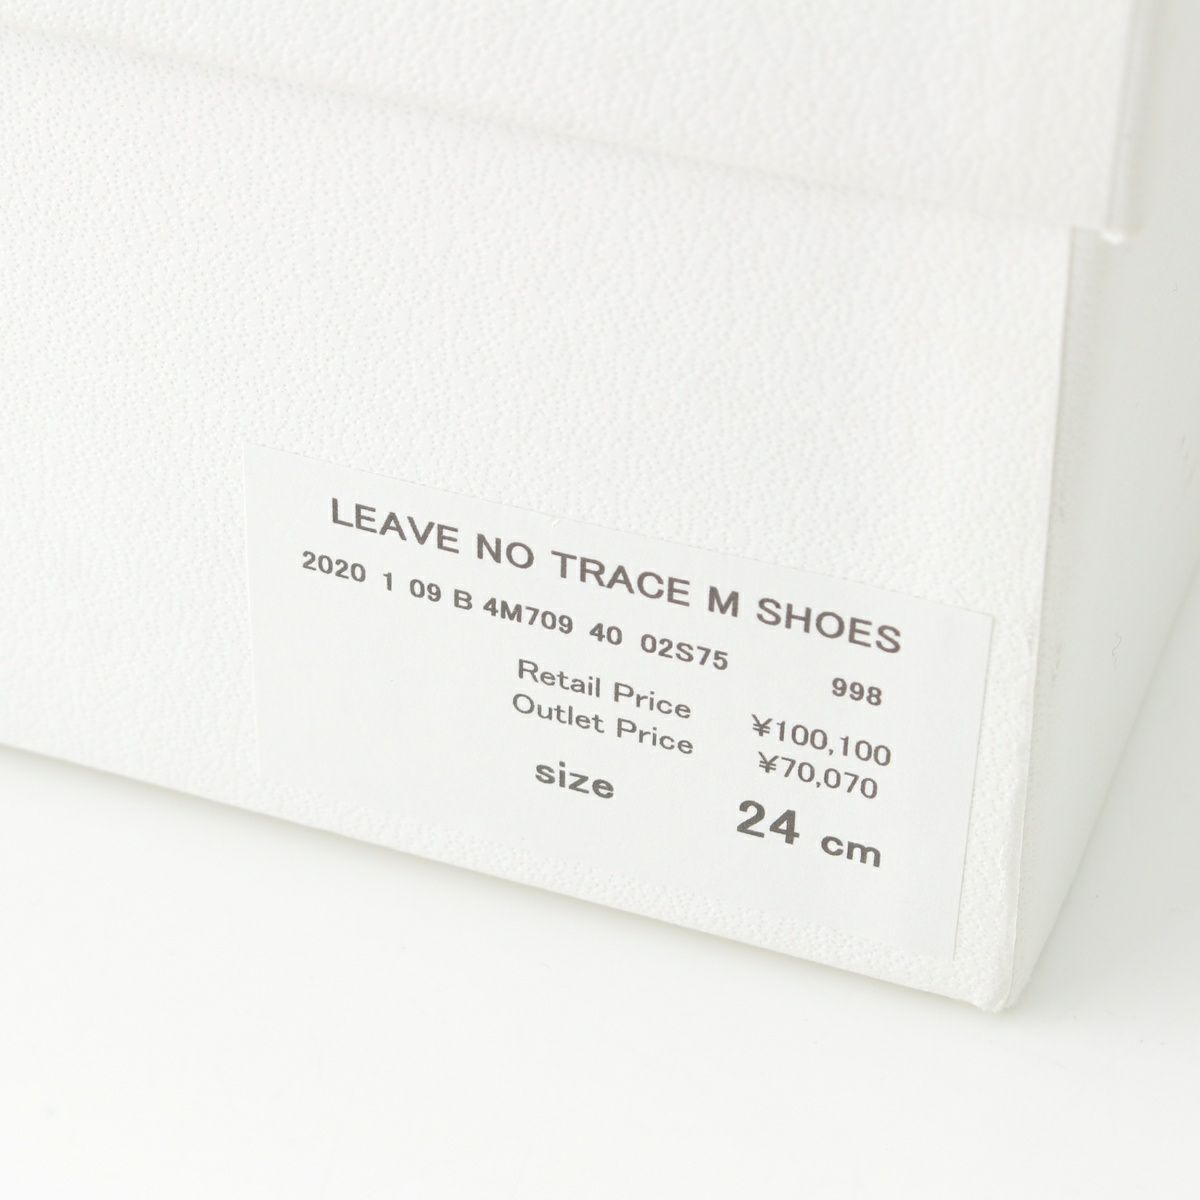 LEAVE NO TRACE M SHOES
2020 1 09 B 4M709 40 02S75 998
Retail Price ¥100,100
Outlet Price ¥70,070
size 24 cm